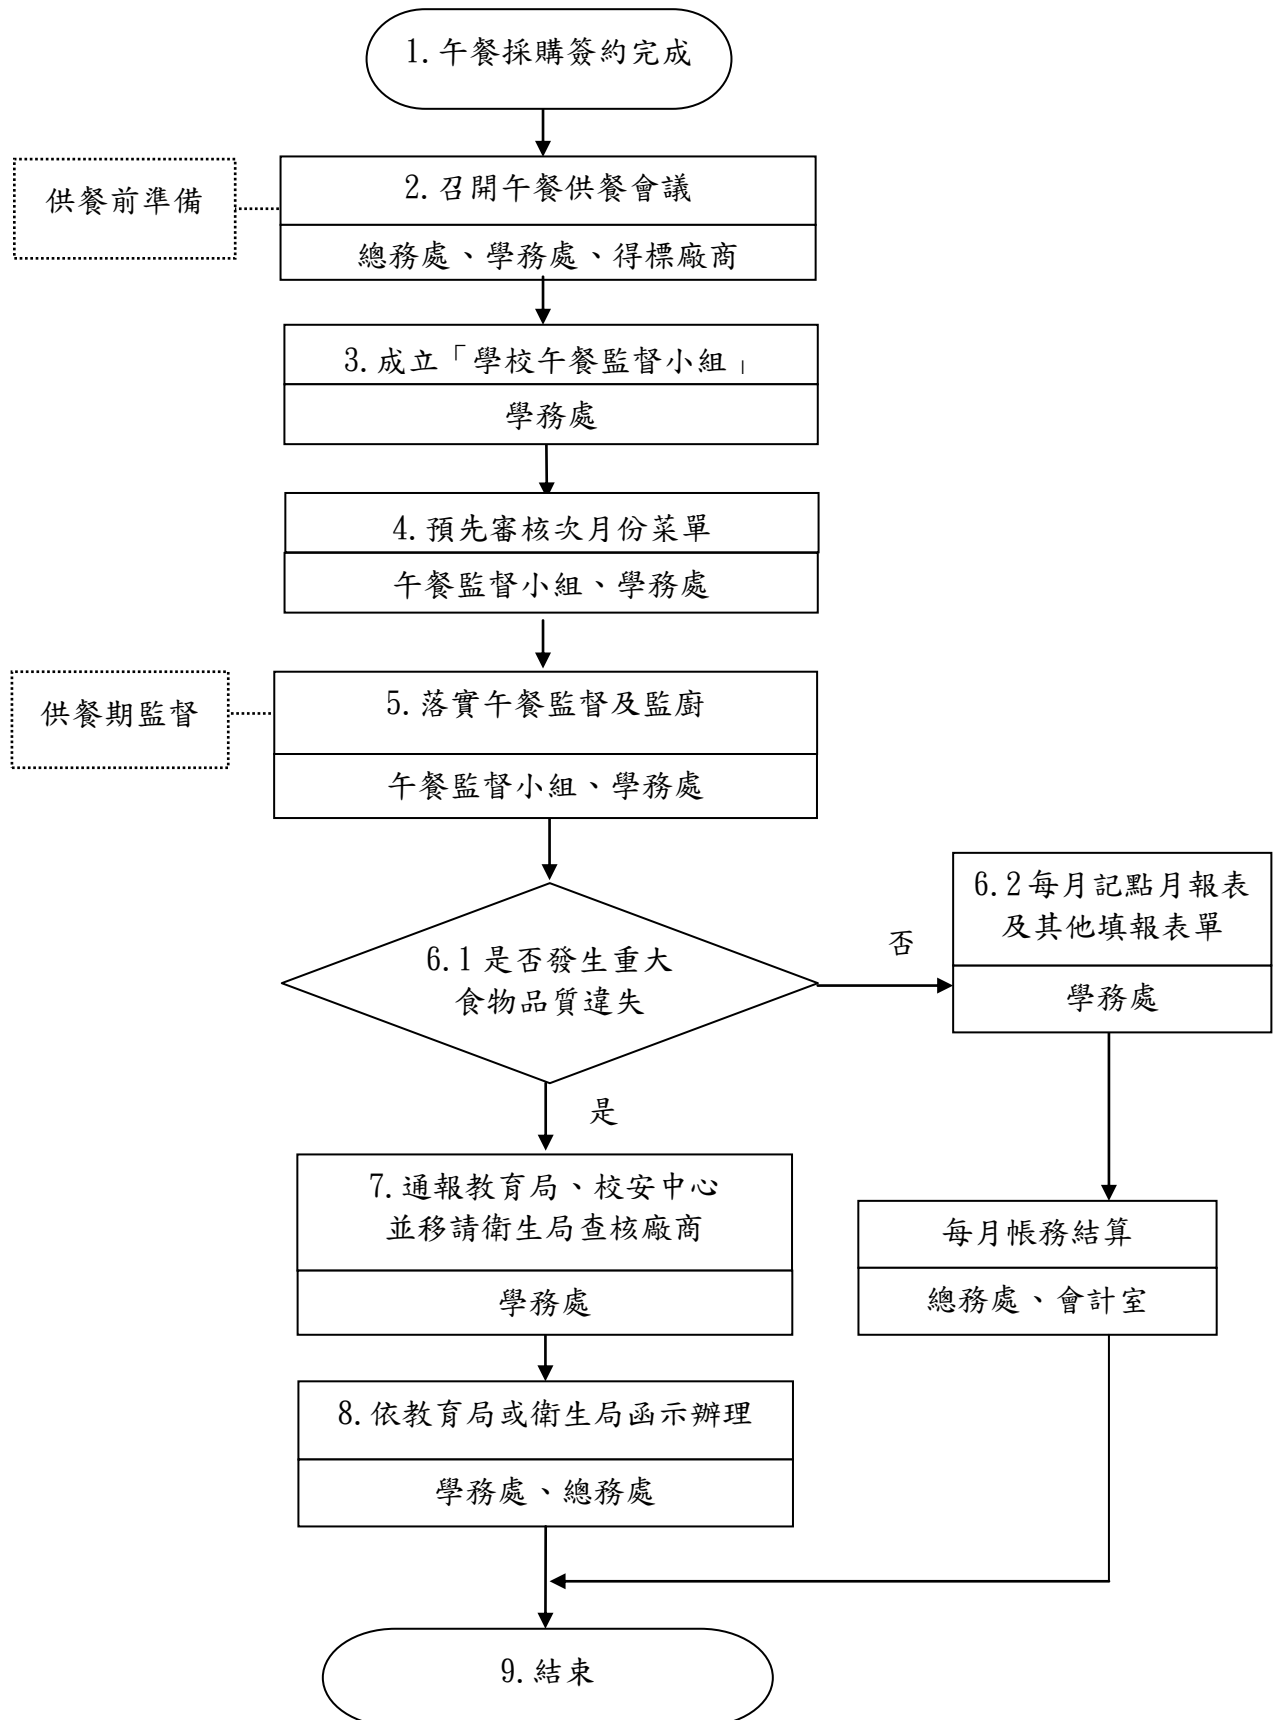 1.午餐採購簽約完成
供餐前準備
2.召開午餐供餐會議
總務處、學務處、得標廠商
3.成立「學校午餐監督小組」
學務處
4.預先審核次月份菜單
午餐監督小組、學務處
供餐期監督
5.落實午餐監督及監廚
午餐監督小組、學務處
6.1是否發生重大
食物品質違失
否
6.2每月記點月報表
及其他填報表單
學務處
是
7.通報教育局、校安中心
並移請衛生局查核廠商
學務處
每月帳務結算
總務處、會計室
8.依教育局或衛生局函示辦理
學務處、總務處
9.結束